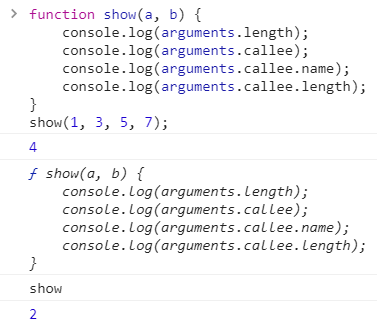 > function show(a, b) {
    console.log(arguments.length);
    console.log(arguments.callee);
    console.log(arguments.callee.name);
    console.log(arguments.callee.length);
}
show(1, 3, 5, 7);
4
ƒ show(a, b) {
    console.log(arguments.length);
    console.log(arguments.callee);
    console.log(arguments.callee.name);
    console.log(arguments.callee.length);
}
show
2